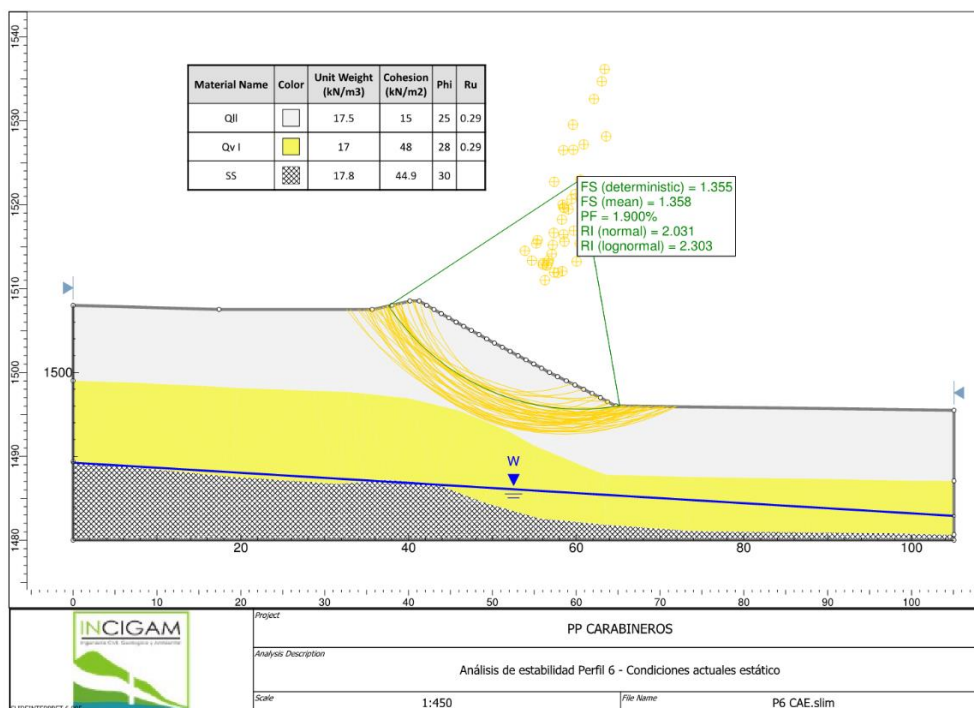 Material Name Color Unit Weight (kN/m3) Cohesion (kN/m2) Phi Ru
Qll 17.5 15 25 0.29
Qv I 17 48 28 0.29
SS 17.8 44.9 30
FS (deterministic) = 1.355
FS (mean) = 1.358
PF = 1.900%
RI (normal) = 2.031
RI (lognormal) = 2.303
1540
1530
1520
1510
1500
1490
1480
1500
W
20 40 60 80 100
0 10 20 30 40 50 60 70 80 90 100
INCIGAM
Ingeniería Civil, Geológica y Ambiental
Project
PP CARABINEROS
Analysis Description
Análisis de estabilidad Perfil 6 - Condiciones actuales estático
Scale
1:450
File Name
P6 CAE.slim